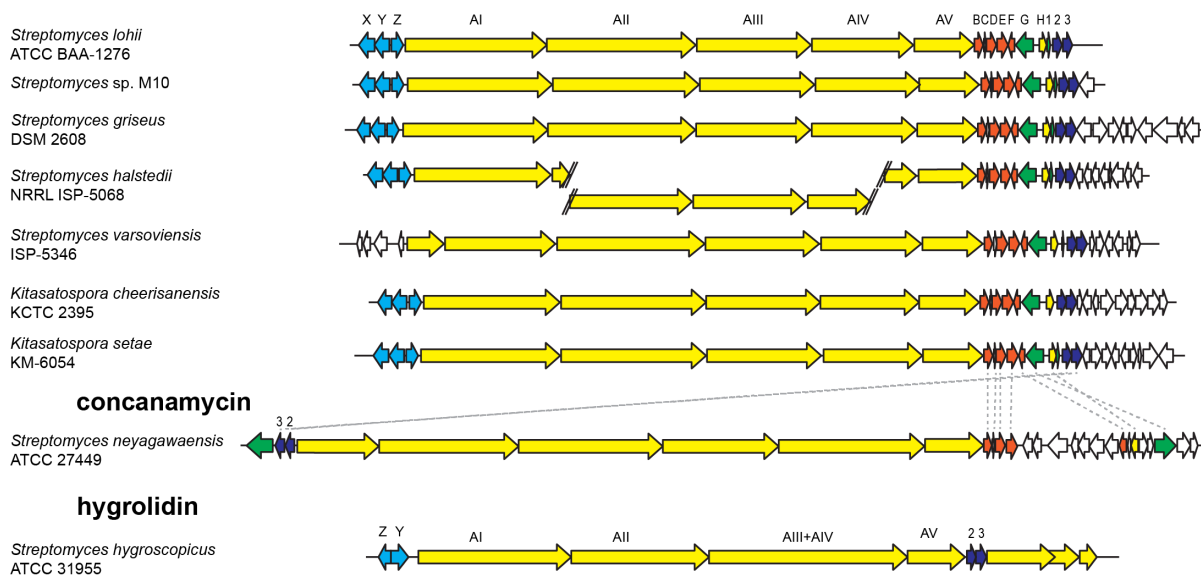 X Y Z AI AII AIII AIV AV B C D E F G H 1 2 3
Streptomyces lohii
ATCC BAA-1276
Streptomyces sp. M10
Streptomyces griseus
DSM 2608
Streptomyces halstedii
NRRL ISP-5068
Streptomyces varsoviensis
ISP-5346
Kitasatospora cheerisanensis
KCTC 2395
Kitasatospora setae
KM-6054
concanamycin
3 2
Streptomyces neyagawaensis
ATCC 27449
hygrolidin
Z Y AI AII AIII+AIV AV 2 3
Streptomyces hygroscopicus
ATCC 31955